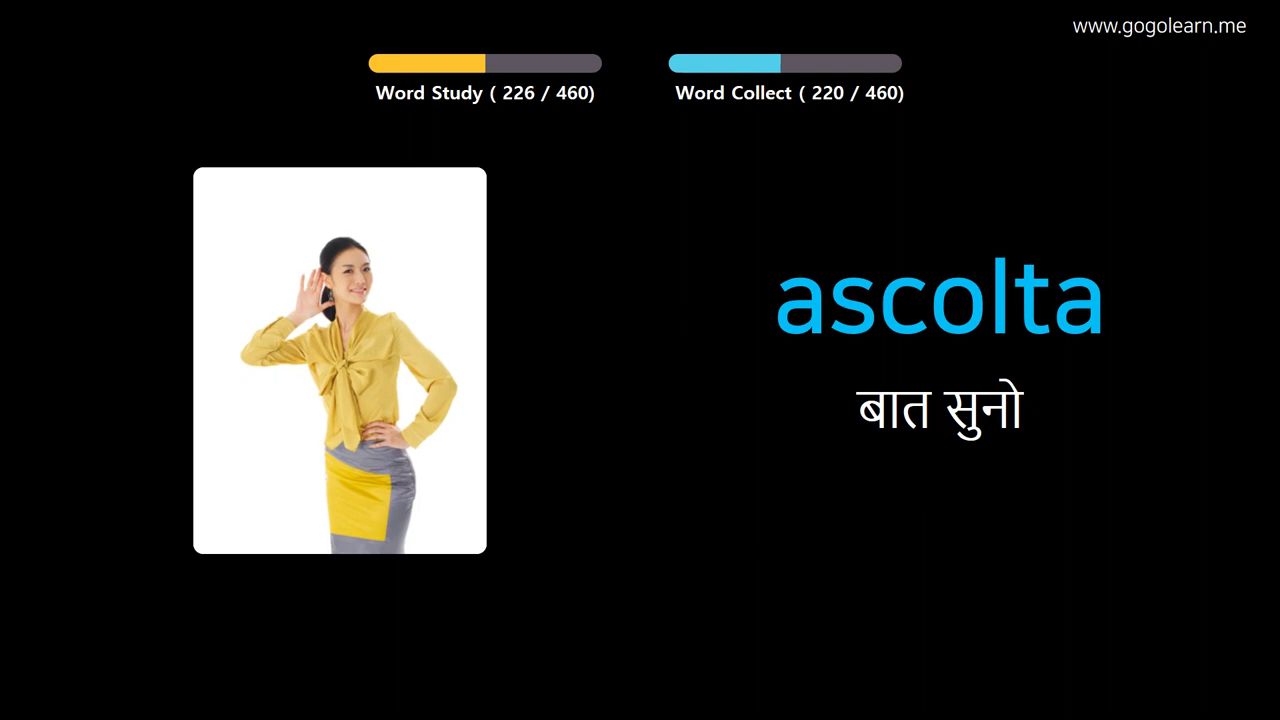 www.gogolearn.me
Word Study ( 226 / 460)
Word Collect ( 220 / 460)
ascolta
बात सुनो